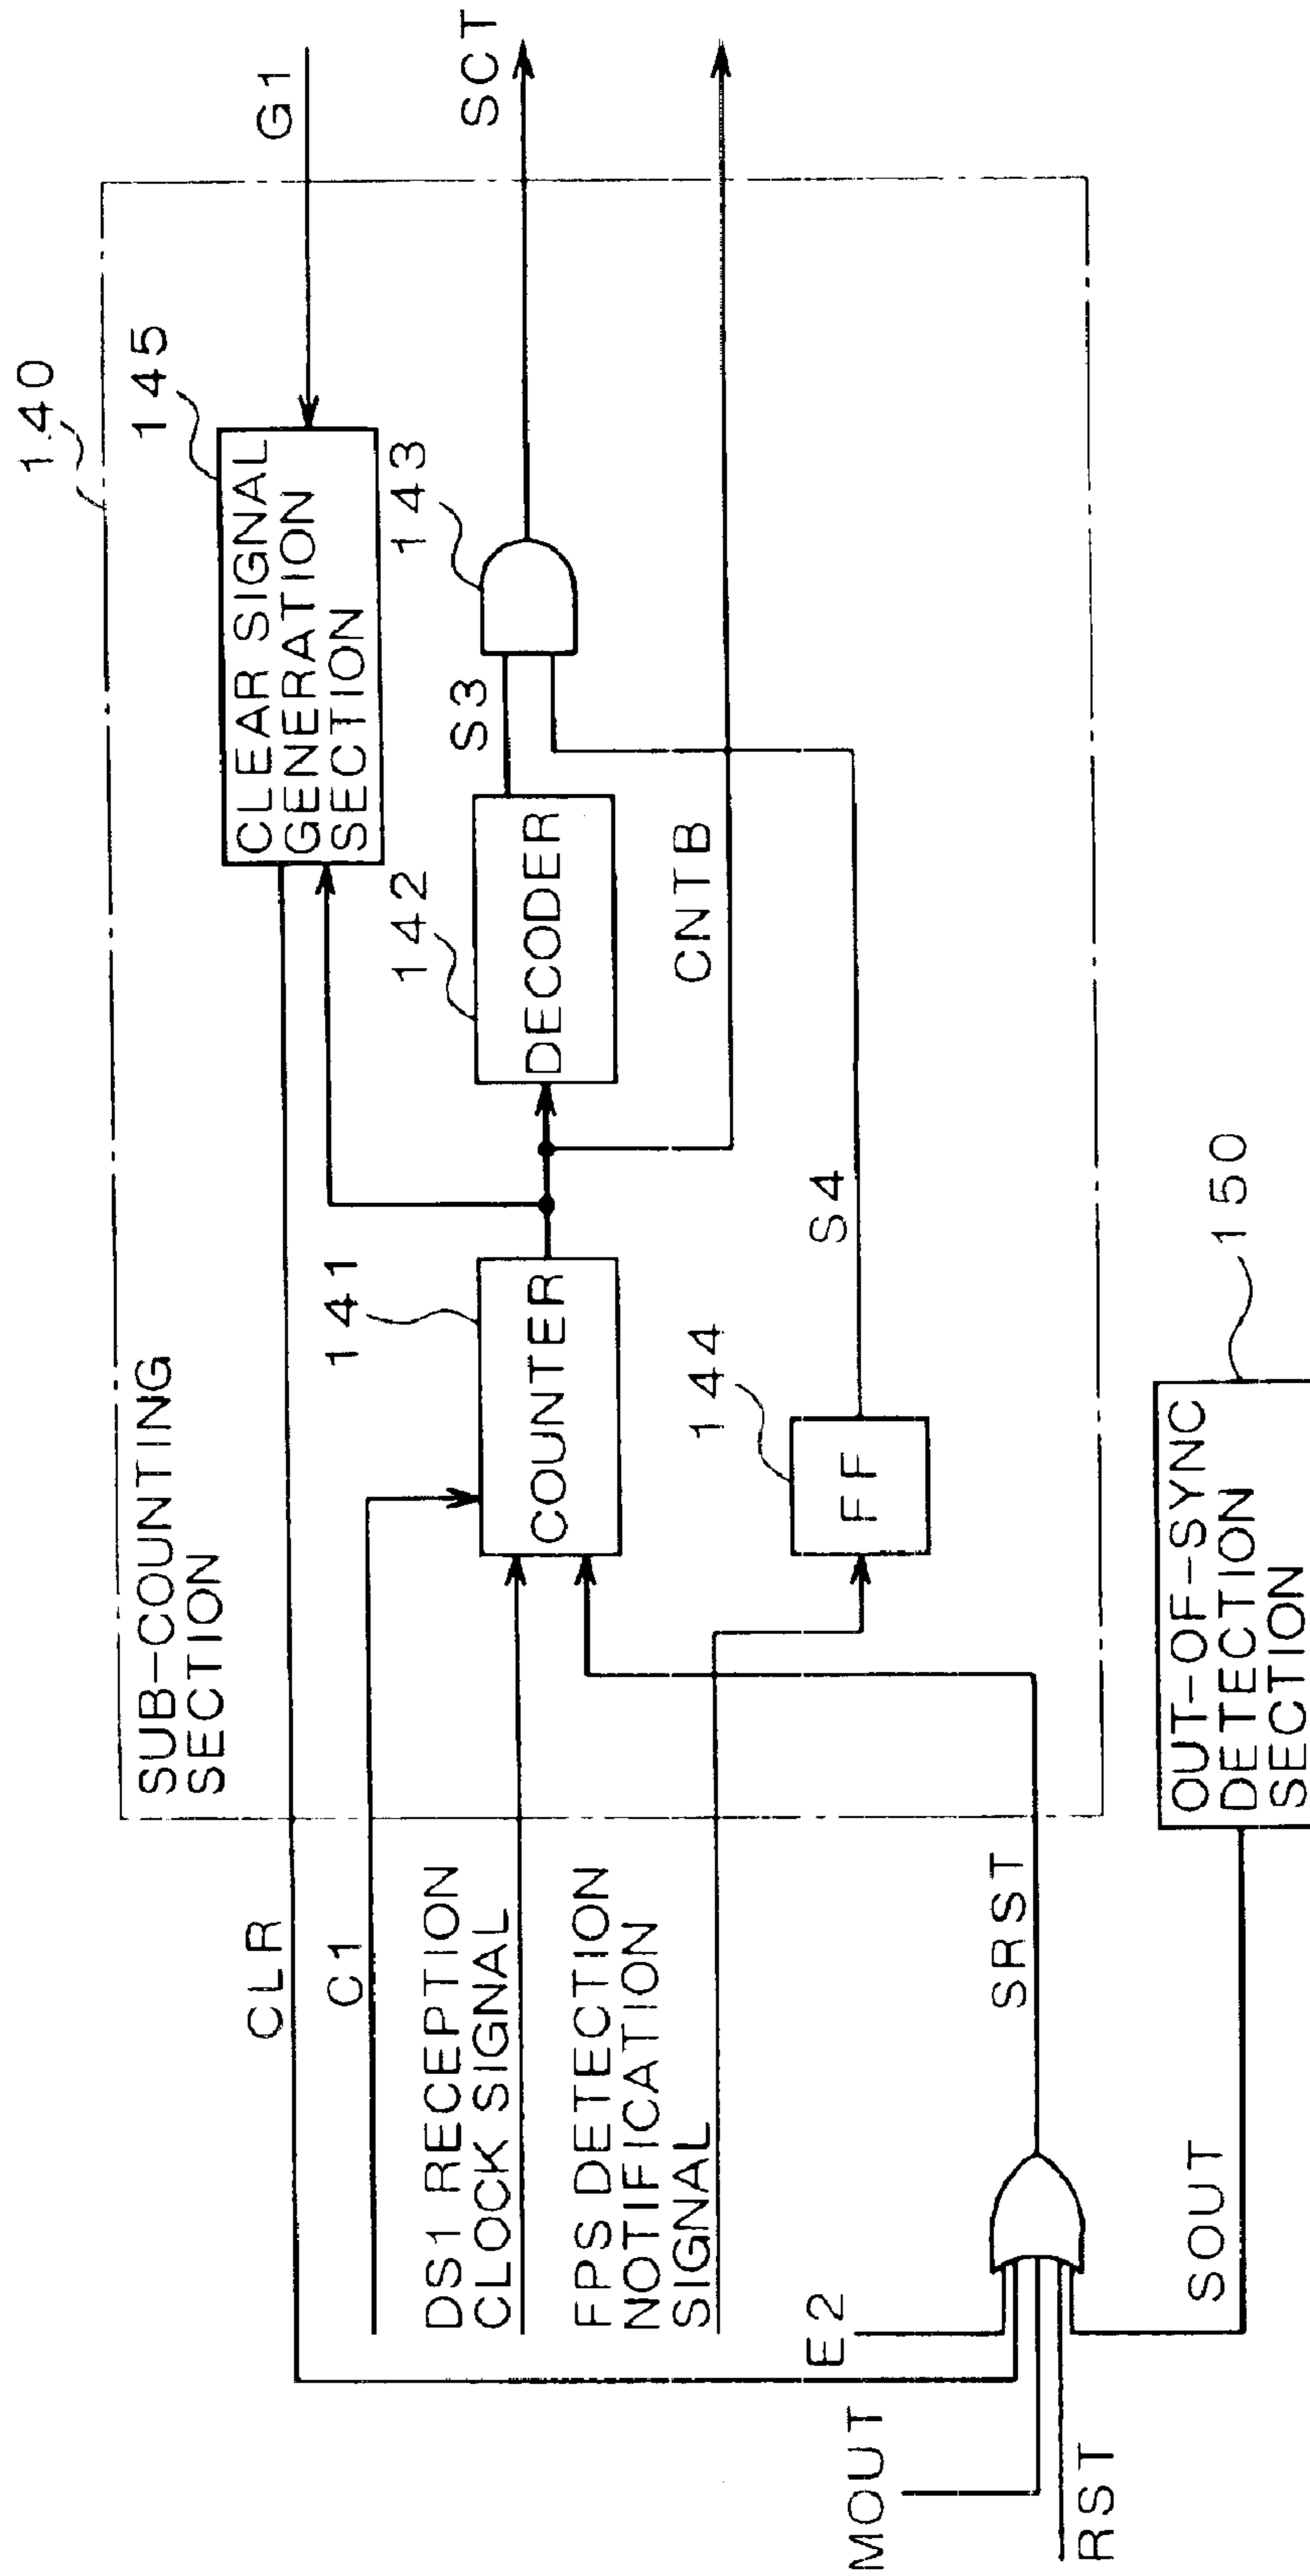 140
SUB-COUNTING
SECTION
145
CLEAR SIGNAL
GENERATION
SECTION
G1
CLR
C1
DS1 RECEPTION
CLOCK SIGNAL
141
COUNTER
142
DECODER
S3
143
SCT
CNTB
FPS DETECTION
NOTIFICATION
SIGNAL
144
FF
S4
E2
MOUT
RST
SRST
SOUT
150
OUT-OF-SYNC
DETECTION
SECTION